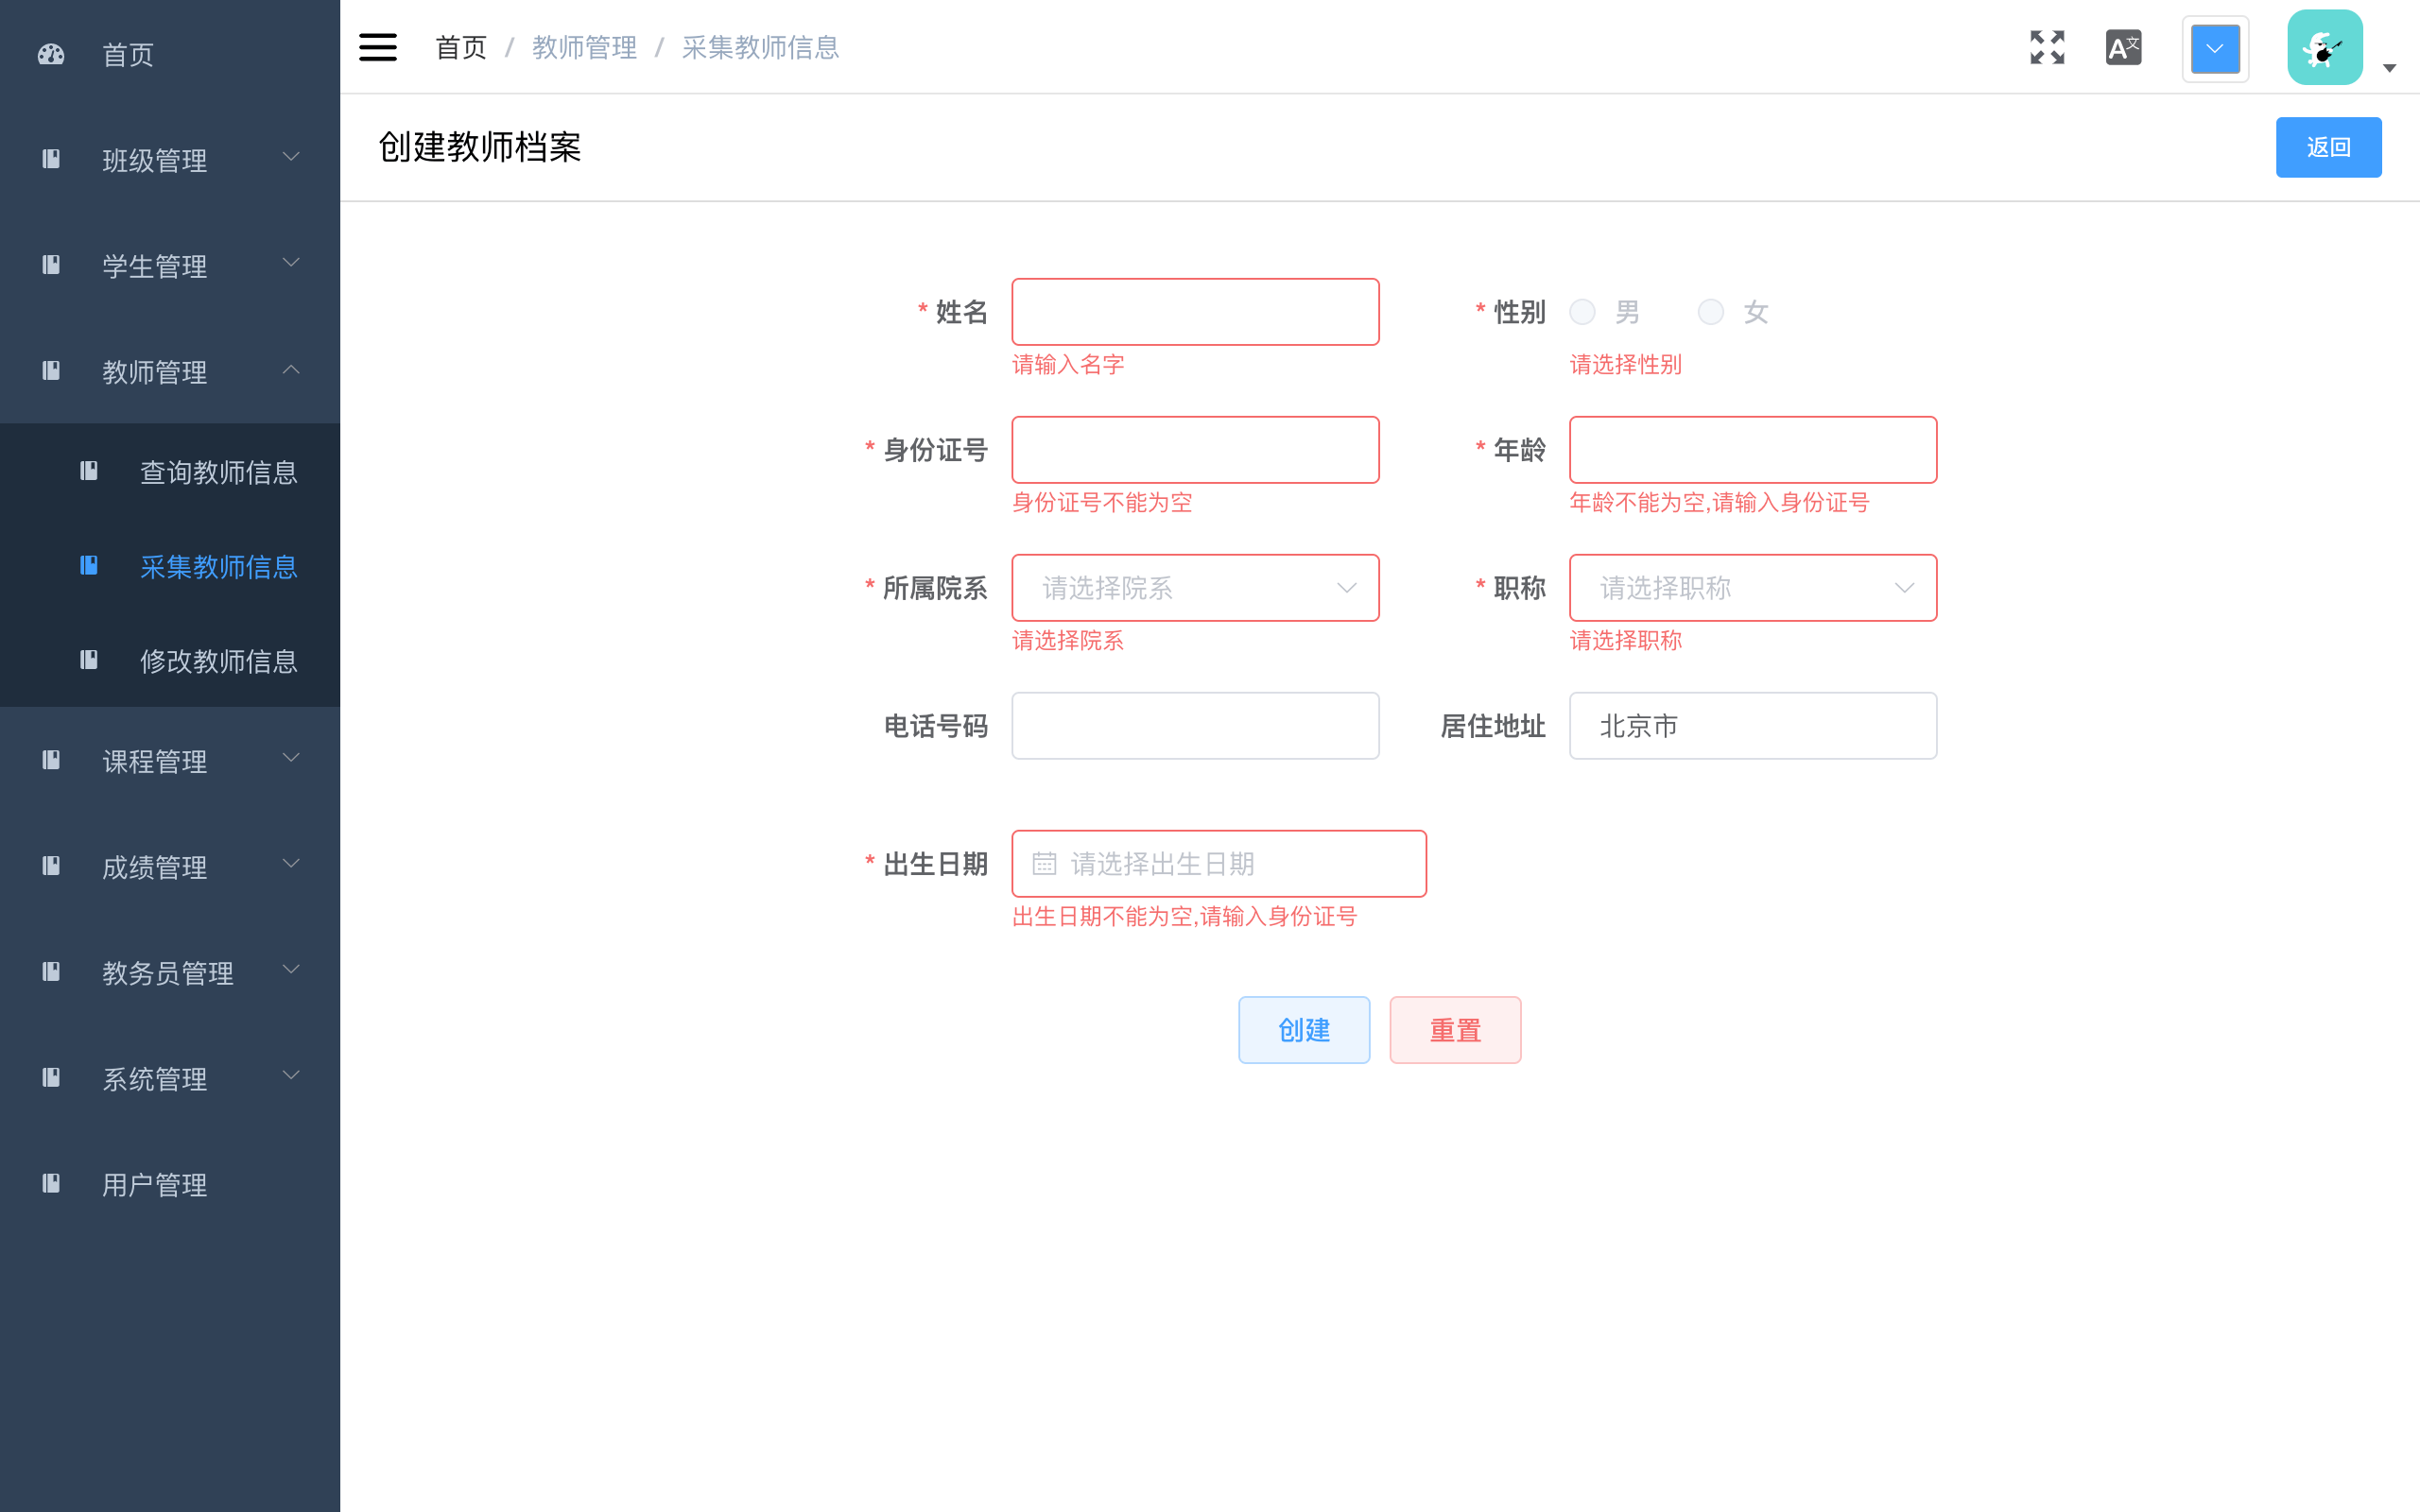 首页
班级管理
学生管理
教师管理
查询教师信息
采集教师信息
修改教师信息
课程管理
成绩管理
教务员管理
系统管理
用户管理
首页 / 教师管理 / 采集教师信息
A文
创建教师档案
返回
* 姓名
请输入名字
* 性别 男 女
请选择性别
* 身份证号
身份证号不能为空
* 年龄
年龄不能为空,请输入身份证号
* 所属院系 请选择院系
请选择院系
* 职称 请选择职称
请选择职称
电话号码
居住地址 北京市
* 出生日期 请选择出生日期
出生日期不能为空,请输入身份证号
创建 重置